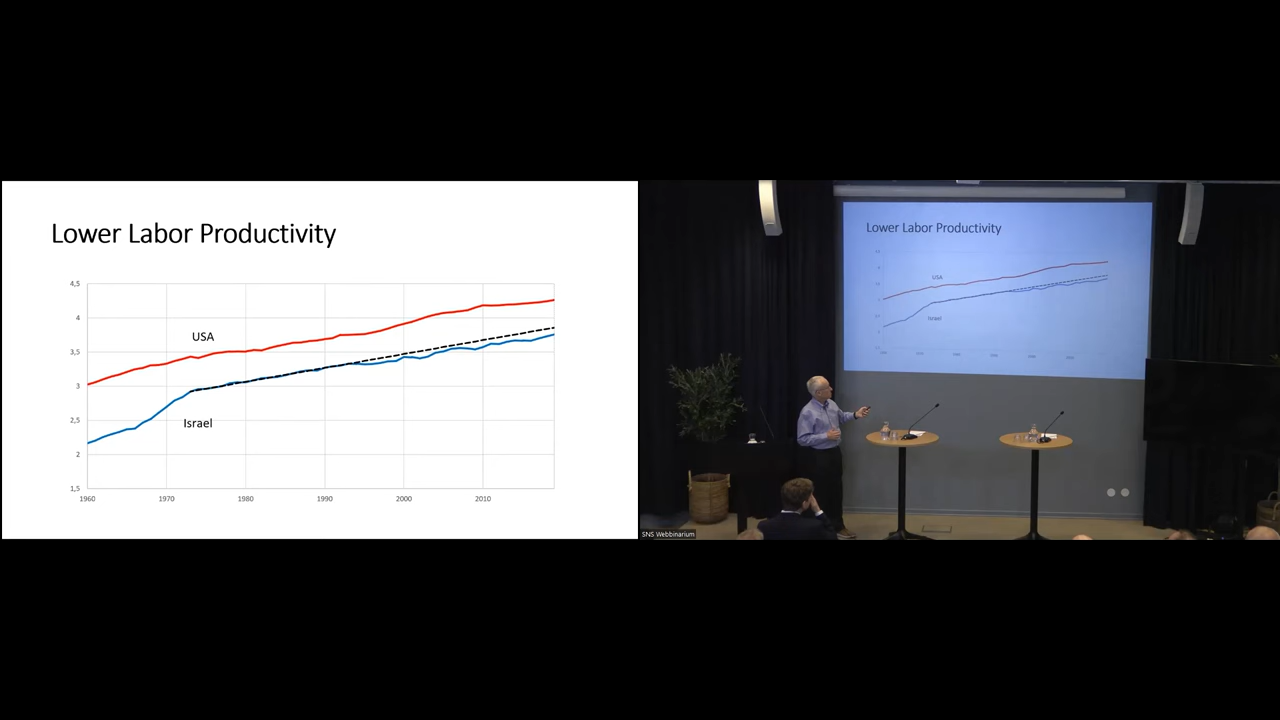 Lower Labor Productivity
4,5
4
3,5
3
2,5
2
1,5
USA
Israel
1960 1970 1980 1990 2000 2010
Lower Labor Productivity
USA
Israel
SNS Webbinarium